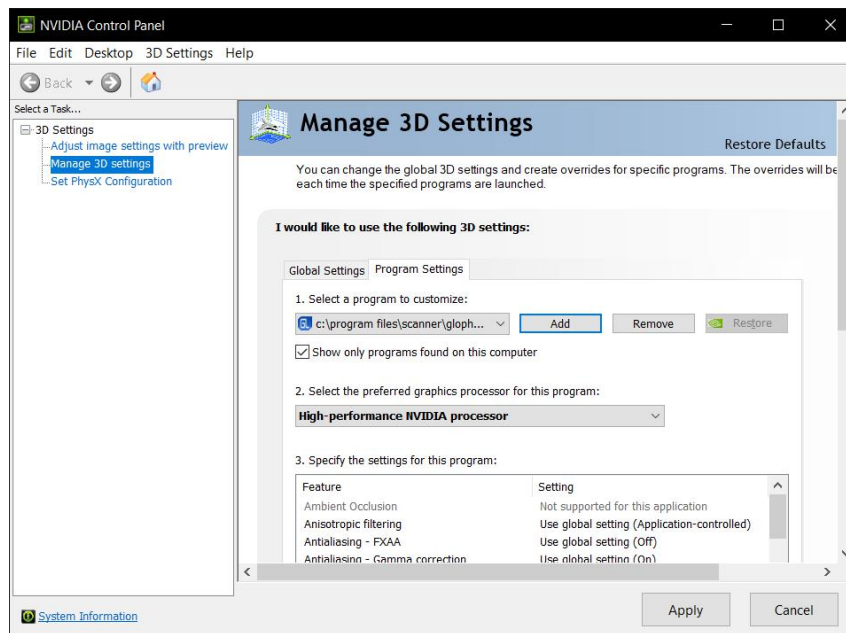 NVIDIA Control Panel
File Edit Desktop 3D Settings Help
Back
Select a Task...
3D Settings
Adjust image settings with preview
Manage 3D settings
Set PhysX Configuration
Manage 3D Settings
Restore Defaults
You can change the global 3D settings and create overrides for specific programs. The overrides will be
each time the specified programs are launched.
I would like to use the following 3D settings:
Global Settings Program Settings
1. Select a program to customize:
c:\program files\scanner\gloph... Add Remove Restore
Show only programs found on this computer
2. Select the preferred graphics processor for this program:
High-performance NVIDIA processor
3. Specify the settings for this program:
Feature Setting
Ambient Occlusion Not supported for this application
Anisotropic filtering Use global setting (Application-controlled)
Antialiasing - FXAA Use global setting (Off)
Antialiasing - Gamma correction Use global setting (On)
System Information
Apply Cancel